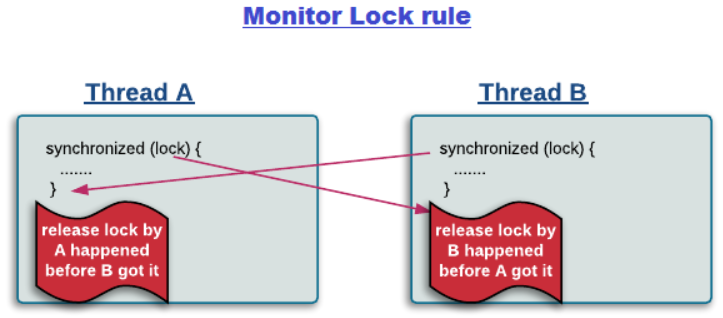 Monitor Lock rule
Thread A
synchronized (lock) {
.......
}
release lock by
A happened
before B got it
Thread B
synchronized (lock) {
.......
}
release lock by
B happened
before A got it